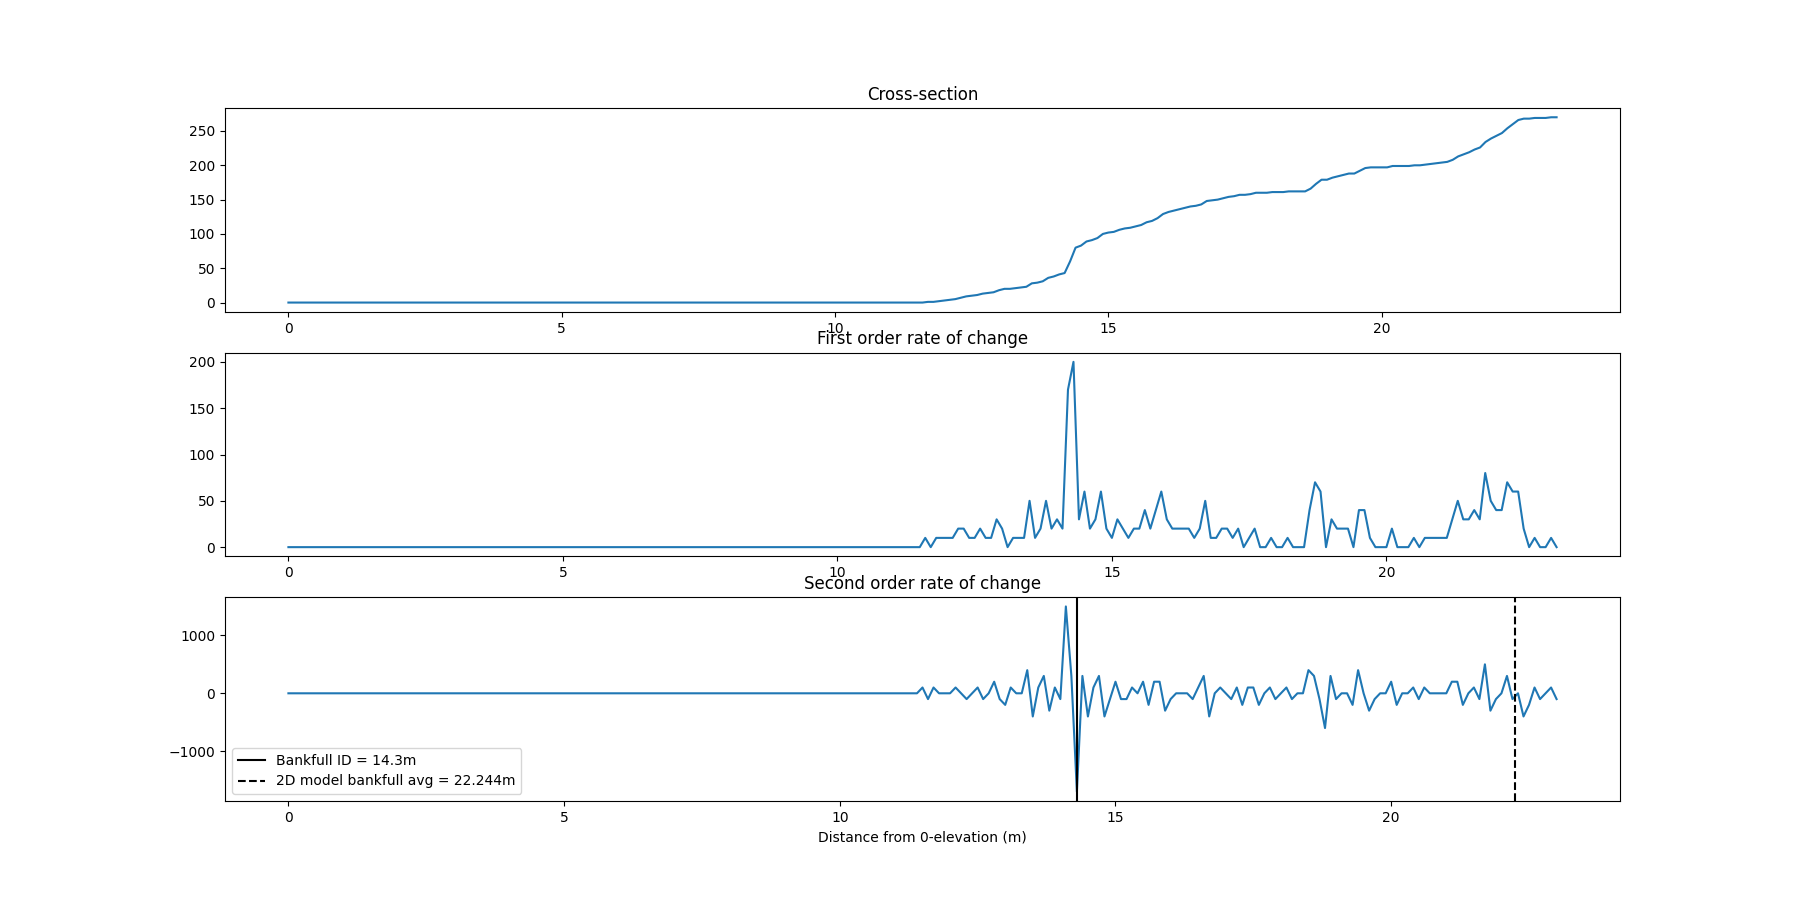 Cross-section
250
200
150
100
50
0
0 5 10 15 20
First order rate of change
200
150
100
50
0
0 5 10 15 20
Second order rate of change
1000
0
−1000
Bankfull ID = 14.3m
2D model bankfull avg = 22.244m
0 5 10 15 20
Distance from 0-elevation (m)